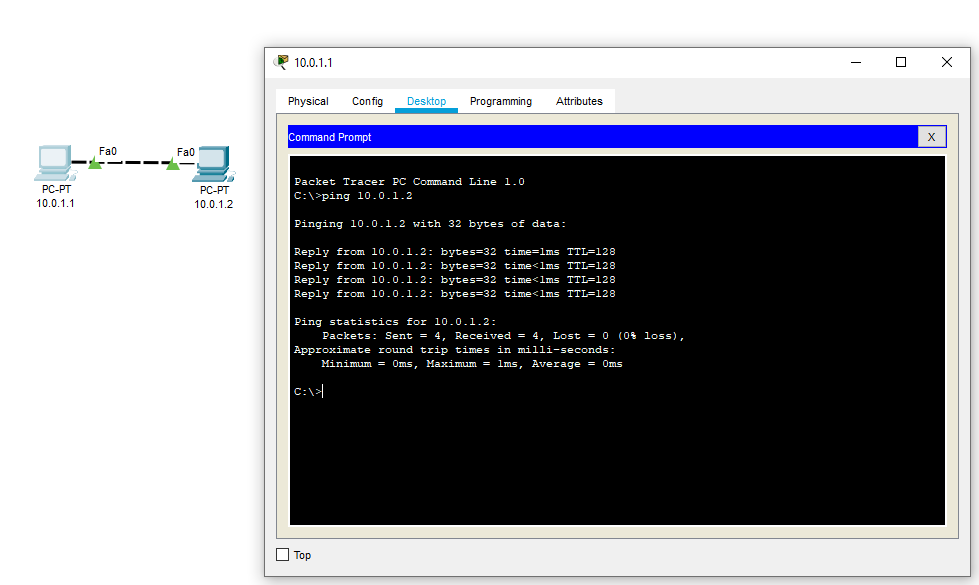 10.0.1.1
Physical Config Desktop Programming Attributes
Command Prompt X
Packet Tracer PC Command Line 1.0
C:\>ping 10.0.1.2
Pinging 10.0.1.2 with 32 bytes of data:
Reply from 10.0.1.2: bytes=32 time=1ms TTL=128
Reply from 10.0.1.2: bytes=32 time<1ms TTL=128
Reply from 10.0.1.2: bytes=32 time<1ms TTL=128
Reply from 10.0.1.2: bytes=32 time<1ms TTL=128
Ping statistics for 10.0.1.2:
Packets: Sent = 4, Received = 4, Lost = 0 (0% loss),
Approximate round trip times in milli-seconds:
Minimum = 0ms, Maximum = 1ms, Average = 0ms
C:\>
Top
Fa0 Fa0
PC-PT PC-PT
10.0.1.1 10.0.1.2